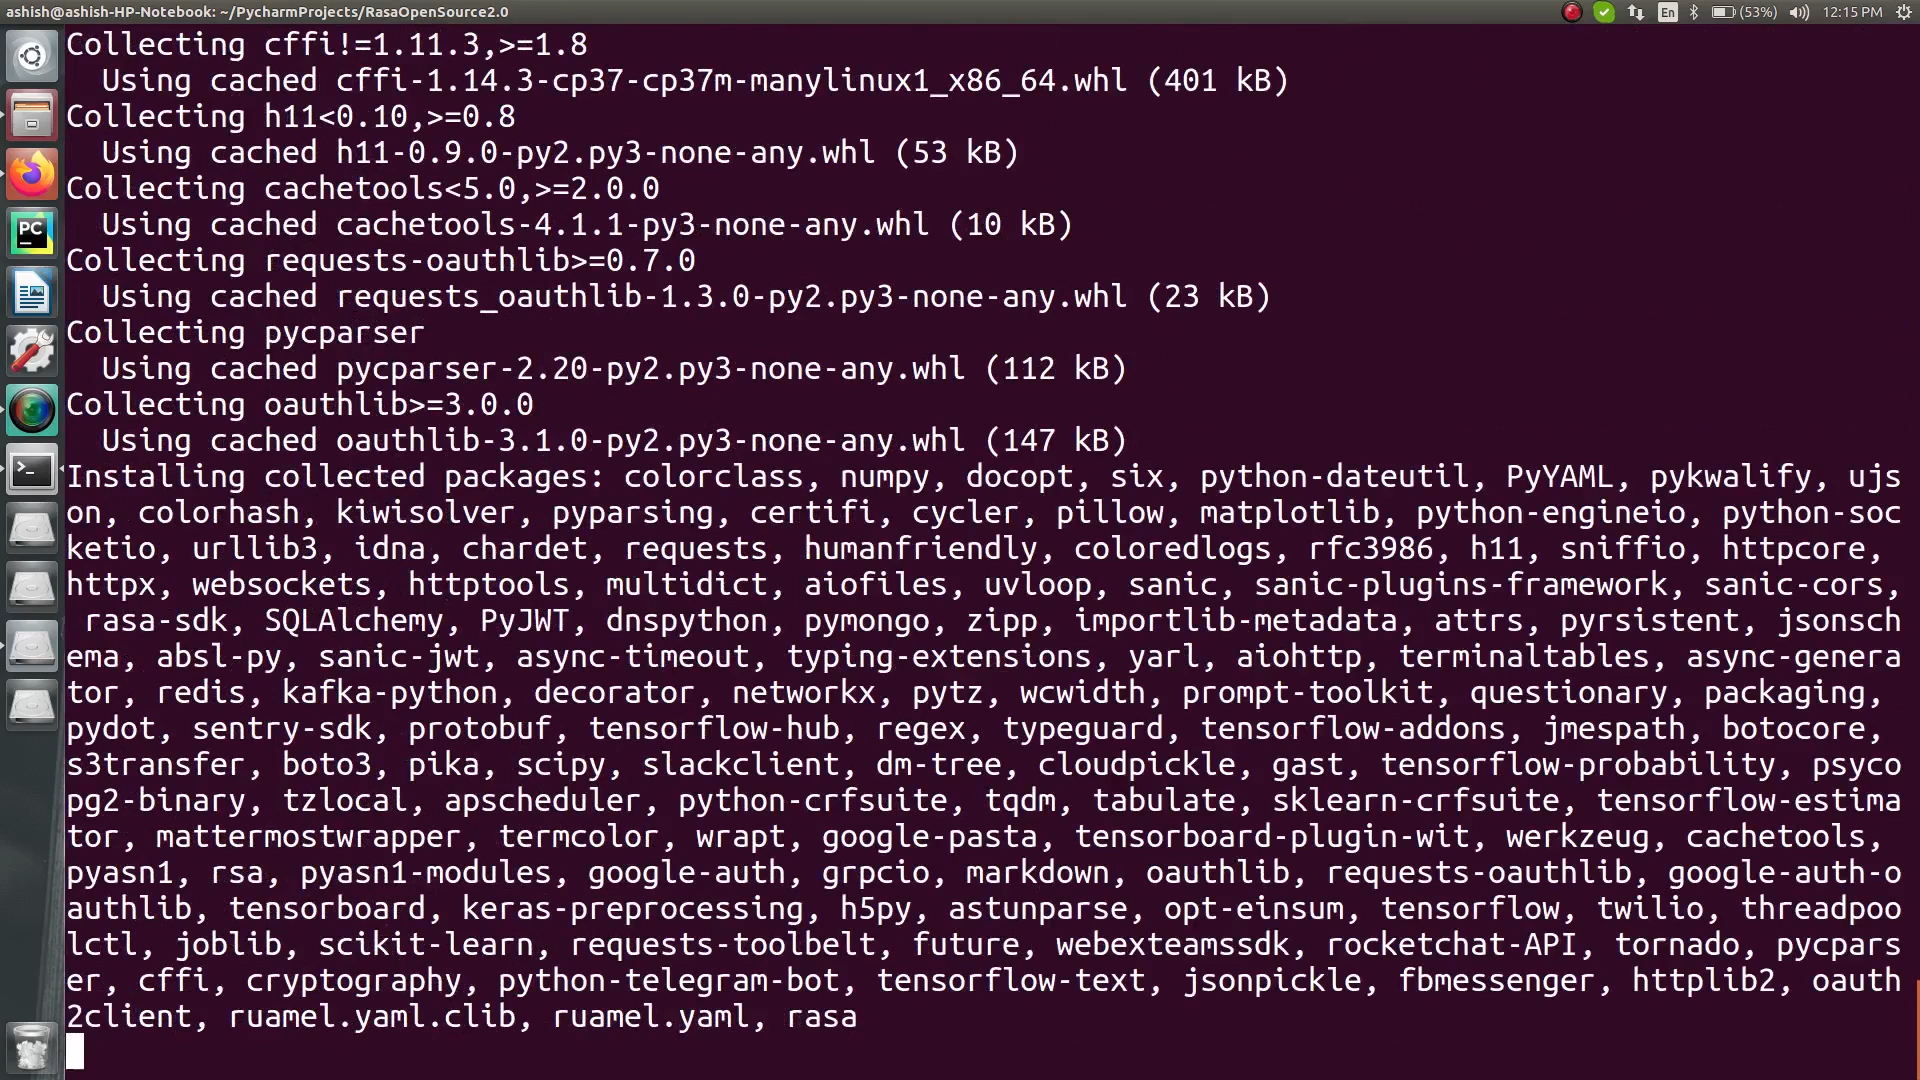 ashish@ashish-HP-Notebook: ~/PycharmProjects/RasaOpenSource2.0
En (53%) 12:15 PM
Collecting cffi!=1.11.3,>=1.8
  Using cached cffi-1.14.3-cp37-cp37m-manylinux1_x86_64.whl (401 kB)
Collecting h11<0.10,>=0.8
  Using cached h11-0.9.0-py2.py3-none-any.whl (53 kB)
Collecting cachetools<5.0,>=2.0.0
  Using cached cachetools-4.1.1-py3-none-any.whl (10 kB)
Collecting requests-oauthlib>=0.7.0
  Using cached requests_oauthlib-1.3.0-py2.py3-none-any.whl (23 kB)
Collecting pycparser
  Using cached pycparser-2.20-py2.py3-none-any.whl (112 kB)
Collecting oauthlib>=3.0.0
  Using cached oauthlib-3.1.0-py2.py3-none-any.whl (147 kB)
Installing collected packages: colorclass, numpy, docopt, six, python-dateutil, PyYAML, pykwalify, ujs
on, colorhash, kiwisolver, pyparsing, certifi, cycler, pillow, matplotlib, python-engineio, python-soc
ketio, urllib3, idna, chardet, requests, humanfriendly, coloredlogs, rfc3986, h11, sniffio, httpcore,
httpx, websockets, httptools, multidict, aiofiles, uvloop, sanic, sanic-plugins-framework, sanic-cors,
 rasa-sdk, SQLAlchemy, PyJWT, dnspython, pymongo, zipp, importlib-metadata, attrs, pyrsistent, jsonsch
ema, absl-py, sanic-jwt, async-timeout, typing-extensions, yarl, aiohttp, terminaltables, async-genera
tor, redis, kafka-python, decorator, networkx, pytz, wcwidth, prompt-toolkit, questionary, packaging,
pydot, sentry-sdk, protobuf, tensorflow-hub, regex, typeguard, tensorflow-addons, jmespath, botocore,
s3transfer, boto3, pika, scipy, slackclient, dm-tree, cloudpickle, gast, tensorflow-probability, psyco
pg2-binary, tzlocal, apscheduler, python-crfsuite, tqdm, tabulate, sklearn-crfsuite, tensorflow-estima
tor, mattermostwrapper, termcolor, wrapt, google-pasta, tensorboard-plugin-wit, werkzeug, cachetools,
pyasn1, rsa, pyasn1-modules, google-auth, grpcio, markdown, oauthlib, requests-oauthlib, google-auth-o
authlib, tensorboard, keras-preprocessing, h5py, astunparse, opt-einsum, tensorflow, twilio, threadpoo
lctl, joblib, scikit-learn, requests-toolbelt, future, webexteamssdk, rocketchat-API, tornado, pycpars
er, cffi, cryptography, python-telegram-bot, tensorflow-text, jsonpickle, fbmessenger, httplib2, oauth
2client, ruamel.yaml.clib, ruamel.yaml, rasa
PC